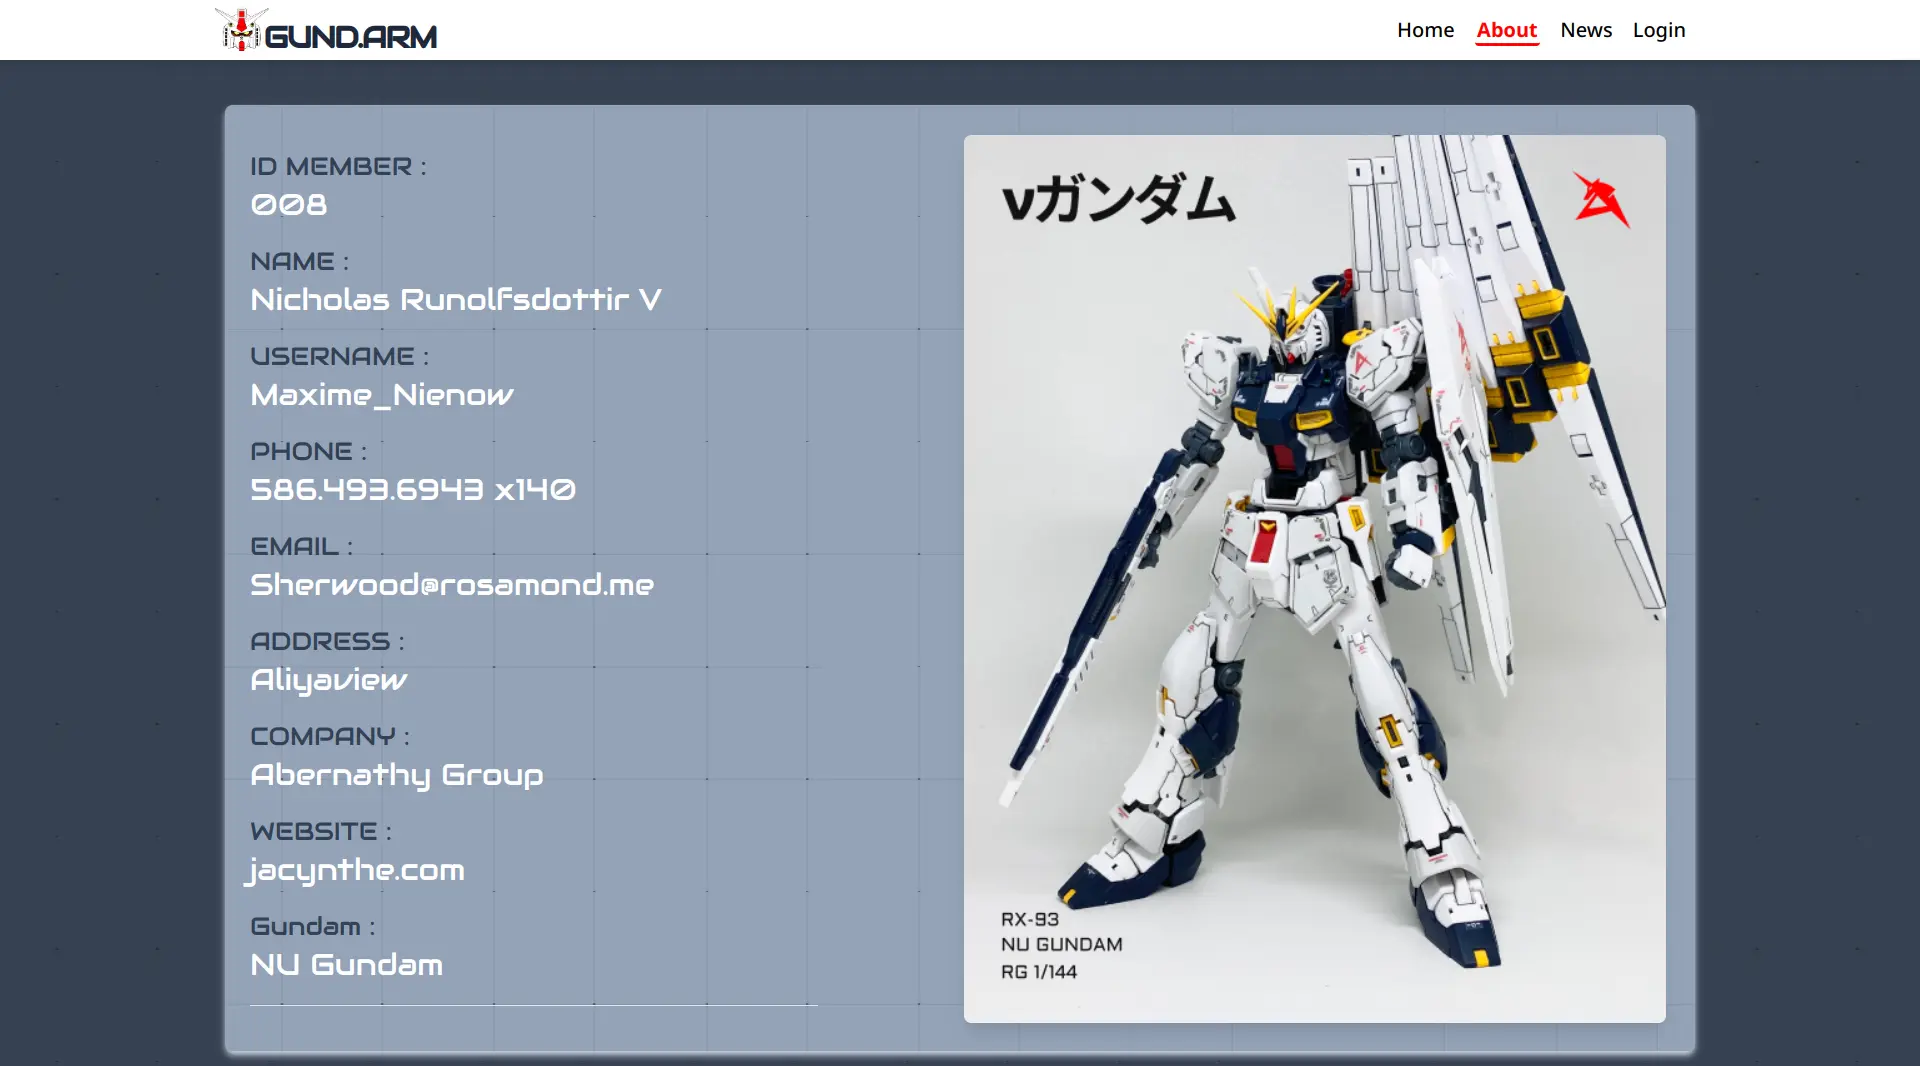 GUND.ARM
Home About News Login
ID MEMBER :
008
NAME :
Nicholas Runolfsdottir V
USERNAME :
Maxime_Nienow
PHONE :
586.493.6943 x140
EMAIL :
Sherwood@rosamond.me
ADDRESS :
Aliyaview
COMPANY :
Abernathy Group
WEBSITE :
jacynthe.com
Gundam :
NU Gundam
νガンダム
RX-93
NU GUNDAM
RG 1/144